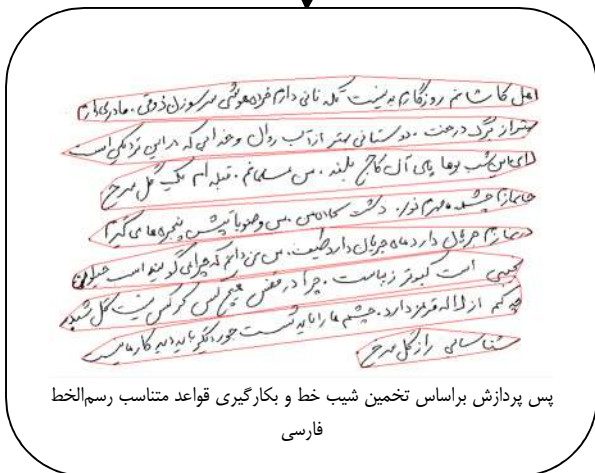 اهل کاشانم روزگارم بد نیست تکه نانی دارم خرده هوشی سر سوزن ذوقی . مادری دارم
بهتر از برگ درخت . دوستانی بهتر از آب روان و خدایی که در این نزدیکی است
لای این شب بوها پای آن کاج بلند . من مسلمانم . قبله ام یک گل سرخ
جانمازم چشمه مهرم نور . دشت سجاده من . من وضو با تپش پنجره ها می گیرم
در نمازم جریان دارد ماه جریان دارد طیف . من نمی دانم که چرا می گویند اسب حیوان
نجیبی است کبوتر زیباست . چرا در قفس هیچ کسی کرکس نیست گل شبدر
چه کم از لاله قرمز دارد . چشم ها را باید شست جور دیگر باید دید کار ما نیست
شناسایی راز گل سرخ
پس پردازش براساس تخمین شیب خط و بکارگیری قواعد متناسب رسم‌الخط
فارسی